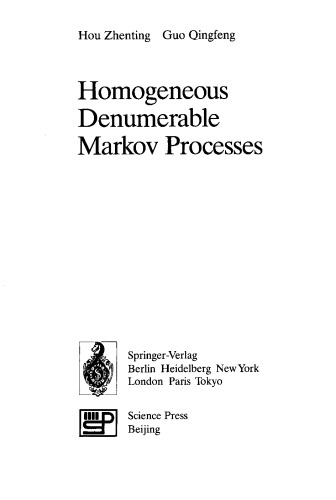 Hou Zhenting Guo Qingfeng
Homogeneous
Denumerable
Markov Processes
Springer-Verlag
Berlin Heidelberg New York
London Paris Tokyo
Science Press
Beijing